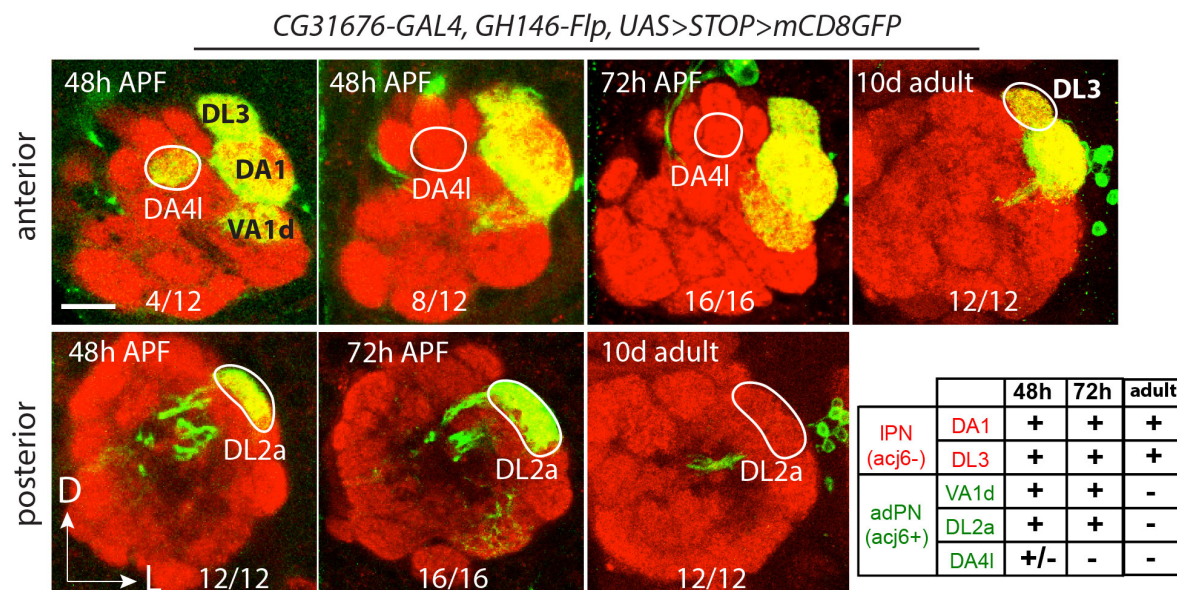 CG31676-GAL4, GH146-Flp, UAS>STOP>mCD8GFP
anterior
48h APF
DL3
DA1
DA4l
VA1d
4/12
48h APF
DA4l
8/12
72h APF
DA4l
16/16
10d adult
DL3
12/12
posterior
48h APF
DL2a
D
L
12/12
72h APF
DL2a
16/16
10d adult
DL2a
12/12
48h 72h adult
lPN (acj6-) DA1 + + +
DL3 + + +
adPN (acj6+) VA1d + + -
DL2a + + -
DA4l +/- - -